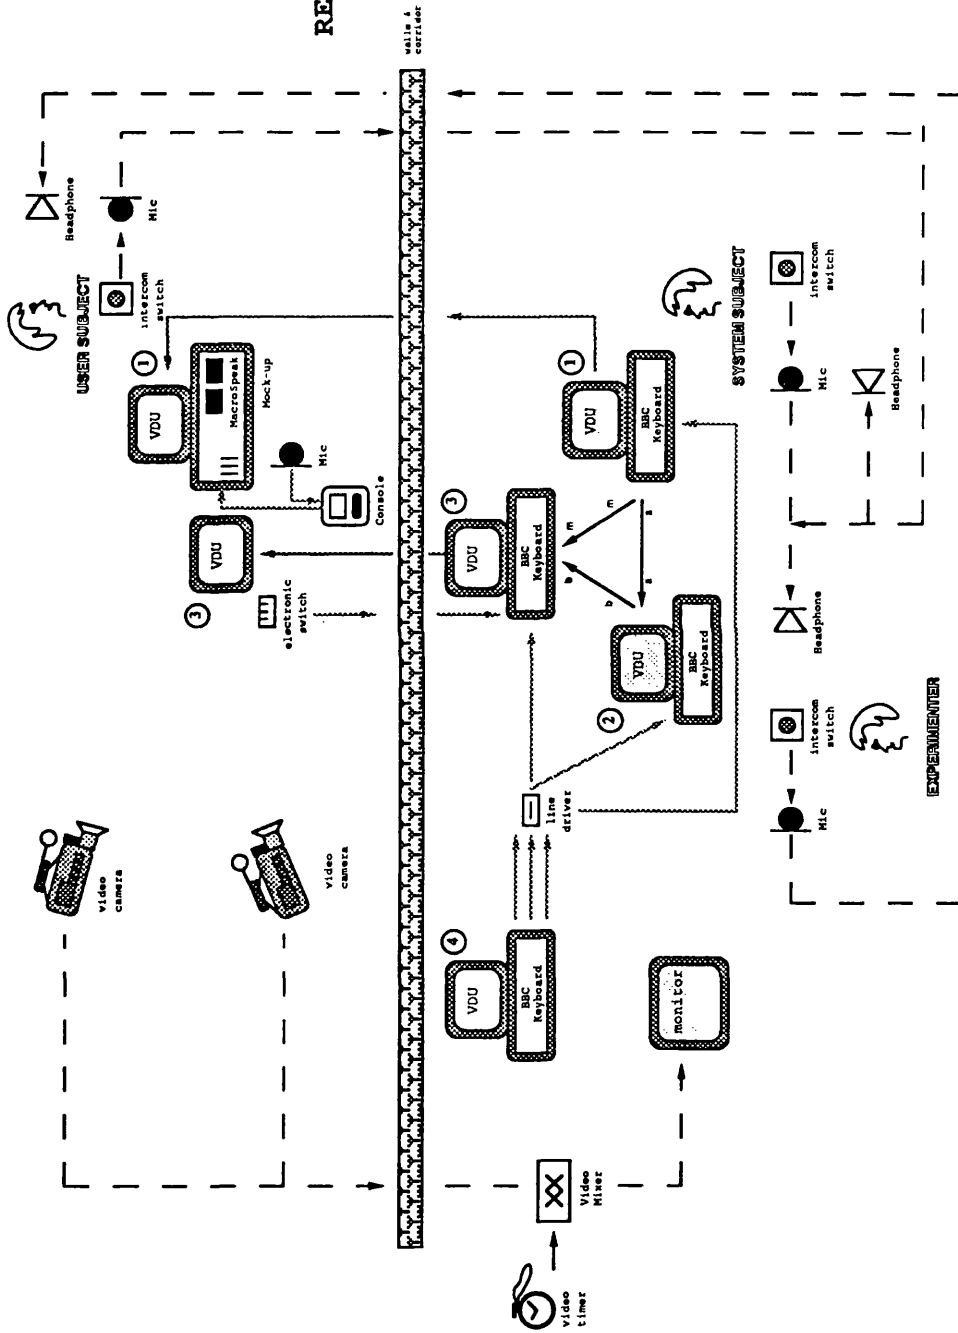 RE
walls &
corridor
Headphone
Mic
intercom
switch
USER SUBJECT
1
VDU
MacroSpeak
Mock-up
Mic
Console
VDU
3
electronic
switch
video
camera
video
camera
SYSTEM SUBJECT
intercom
switch
Mic
Headphone
1
VDU
BBC
Keyboard
3
VDU
BBC
Keyboard
m
m
a
a
b
b
2
VDU
BBC
Keyboard
Headphone
line
driver
intercom
switch
Mic
EXPERIMENTER
4
VDU
BBC
Keyboard
monitor
Video
Mixer
video
timer